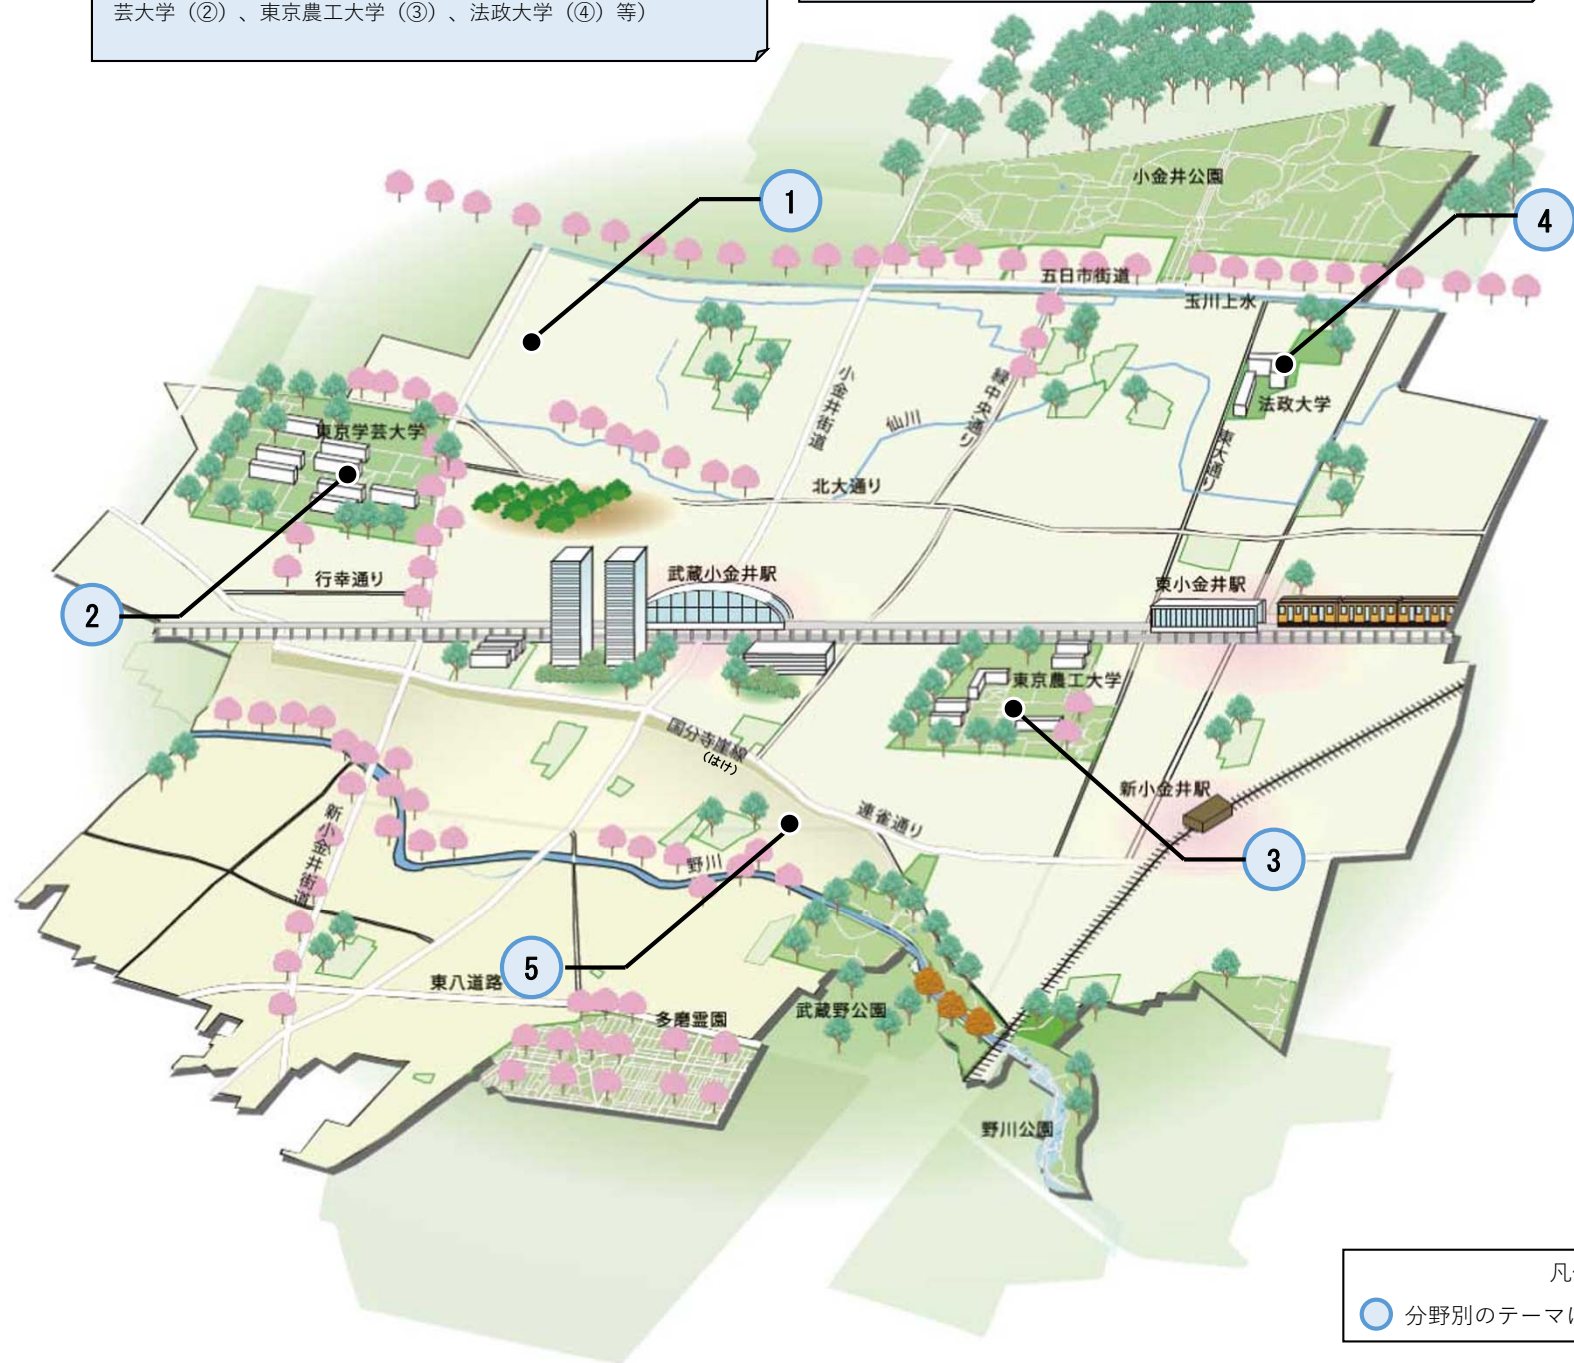 芸大学（②）、東京農工大学（③）、法政大学（④）等）
小金井公園
1
4
五日市街道
玉川上水
小金井街道
緑中央通り
法政大学
仙川
東大通り
東京学芸大学
北大通り
行幸通り
武蔵小金井駅
東小金井駅
2
東京農工大学
国分寺崖線
（はけ）
新小金井駅
連雀通り
新小金井街道
野川
3
5
東八道路
武蔵野公園
多磨霊園
野川公園
凡
分野別のテーマに